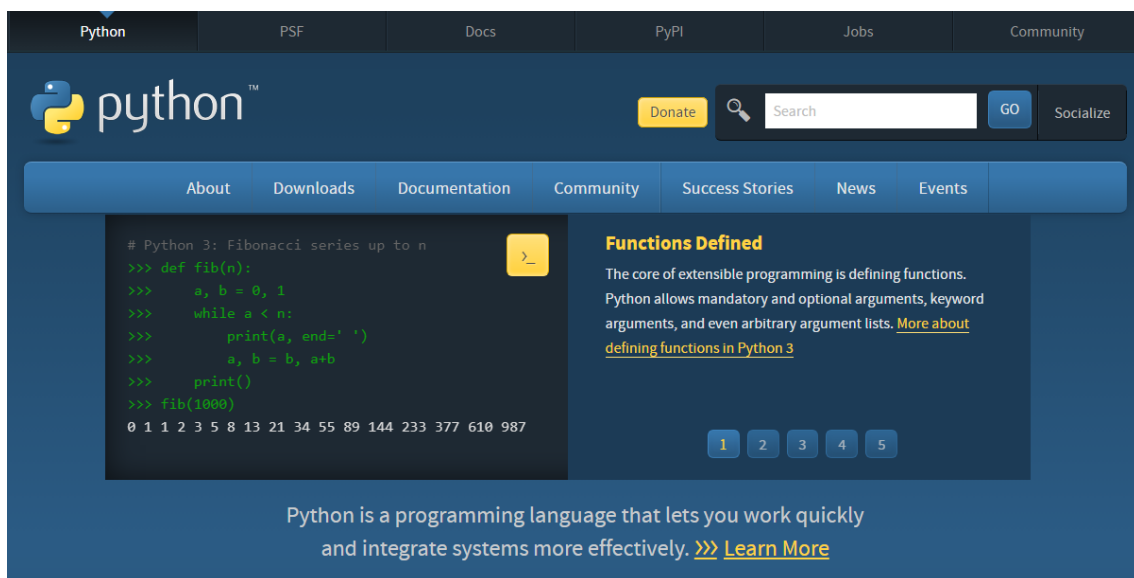 Python PSF Docs PyPI Jobs Community
python™
Donate Search GO Socialize
About Downloads Documentation Community Success Stories News Events
# Python 3: Fibonacci series up to n
>>> def fib(n):
>>>     a, b = 0, 1
>>>     while a < n:
>>>         print(a, end=' ')
>>>         a, b = b, a+b
>>>     print()
>>> fib(1000)
0 1 1 2 3 5 8 13 21 34 55 89 144 233 377 610 987
>_
Functions Defined
The core of extensible programming is defining functions.
Python allows mandatory and optional arguments, keyword
arguments, and even arbitrary argument lists. More about
defining functions in Python 3
1 2 3 4 5
Python is a programming language that lets you work quickly
and integrate systems more effectively. >>> Learn More